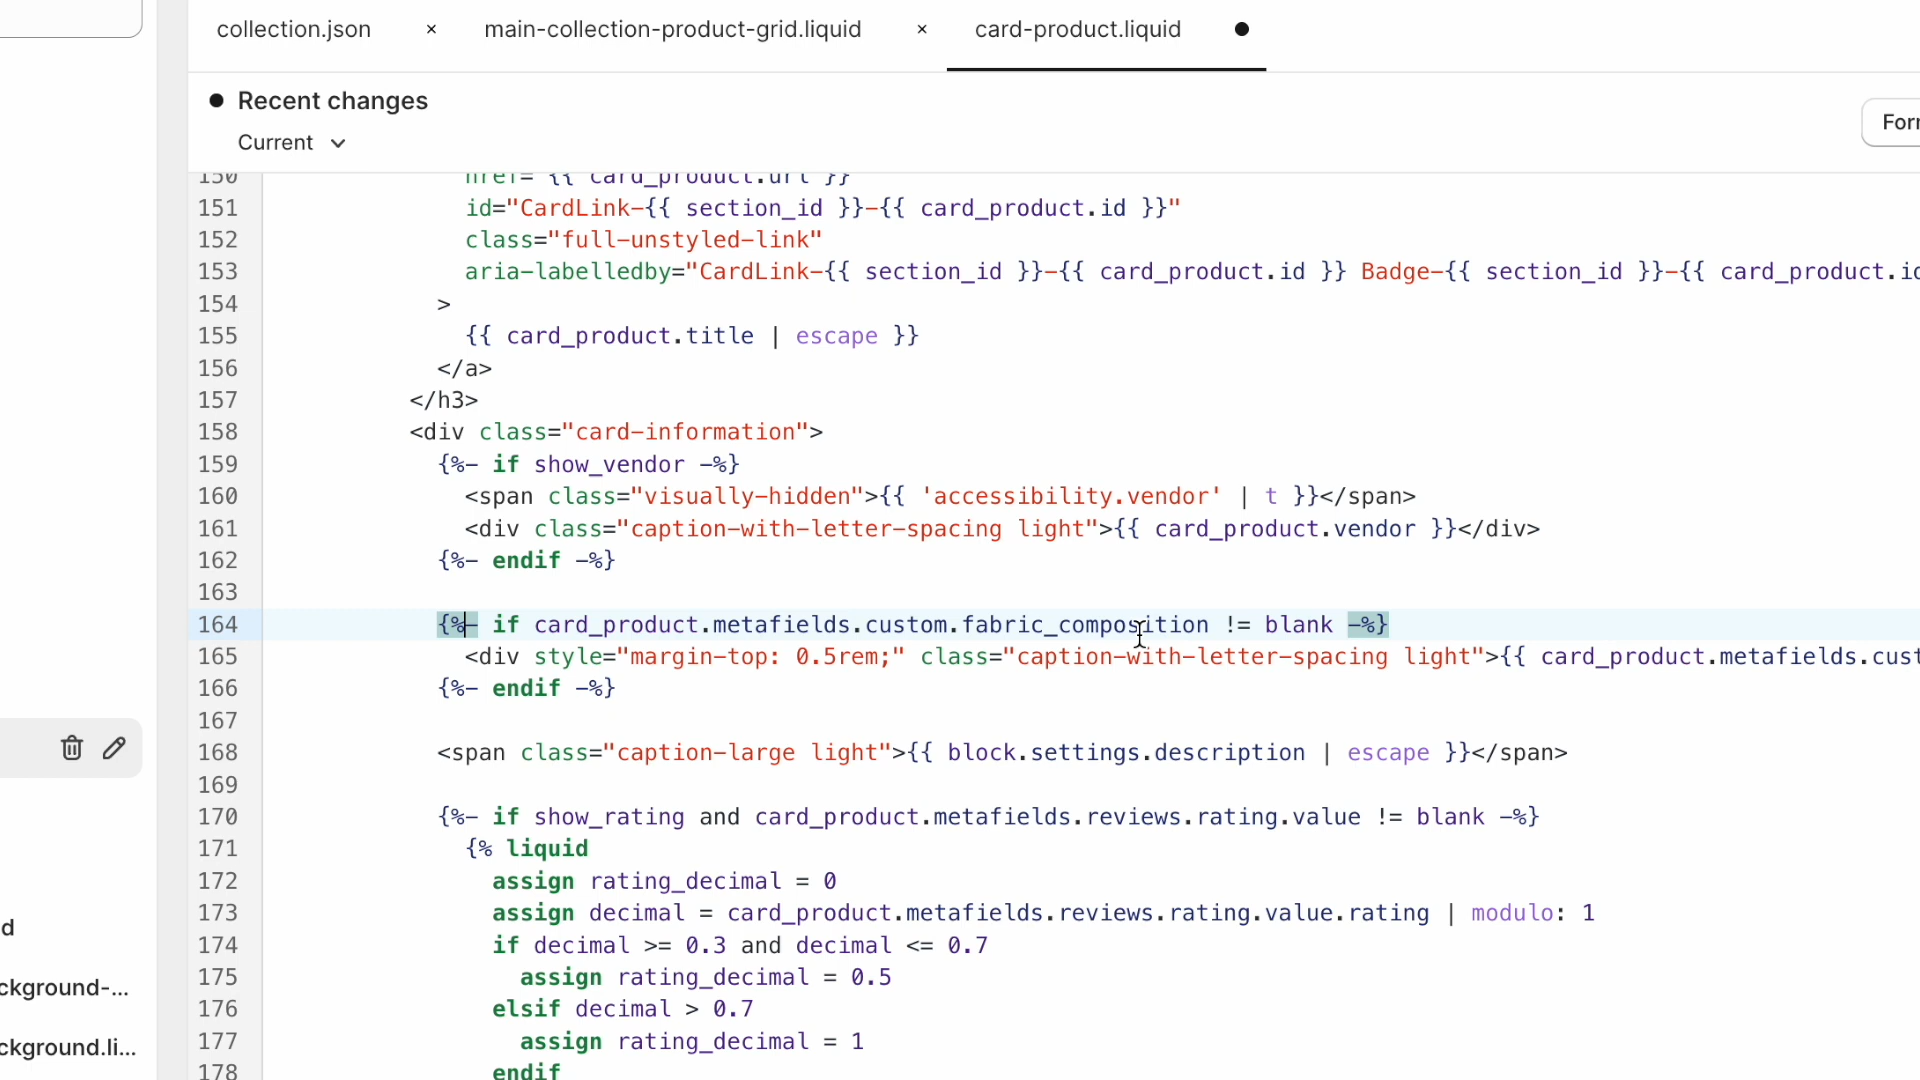 collection.json × main-collection-product-grid.liquid × card-product.liquid
Recent changes
Current
Forr
150 href="{{ card_product.url }}
151 id="CardLink-{{ section_id }}-{{ card_product.id }}"
152 class="full-unstyled-link"
153 aria-labelledby="CardLink-{{ section_id }}-{{ card_product.id }} Badge-{{ section_id }}-{{ card_product.id
154 >
155 {{ card_product.title | escape }}
156 </a>
157 </h3>
158 <div class="card-information">
159 {%- if show_vendor -%}
160 <span class="visually-hidden">{{ 'accessibility.vendor' | t }}</span>
161 <div class="caption-with-letter-spacing light">{{ card_product.vendor }}</div>
162 {%- endif -%}
163
164 {%- if card_product.metafields.custom.fabric_composition != blank -%}
165 <div style="margin-top: 0.5rem;" class="caption-with-letter-spacing light">{{ card_product.metafields.cust
166 {%- endif -%}
167
168 <span class="caption-large light">{{ block.settings.description | escape }}</span>
169
170 {%- if show_rating and card_product.metafields.reviews.rating.value != blank -%}
171 {% liquid
172 assign rating_decimal = 0
173 assign decimal = card_product.metafields.reviews.rating.value.rating | modulo: 1
174 if decimal >= 0.3 and decimal <= 0.7
175 assign rating_decimal = 0.5
176 elsif decimal > 0.7
177 assign rating_decimal = 1
178 endif
d
ckground-...
ckground.li...